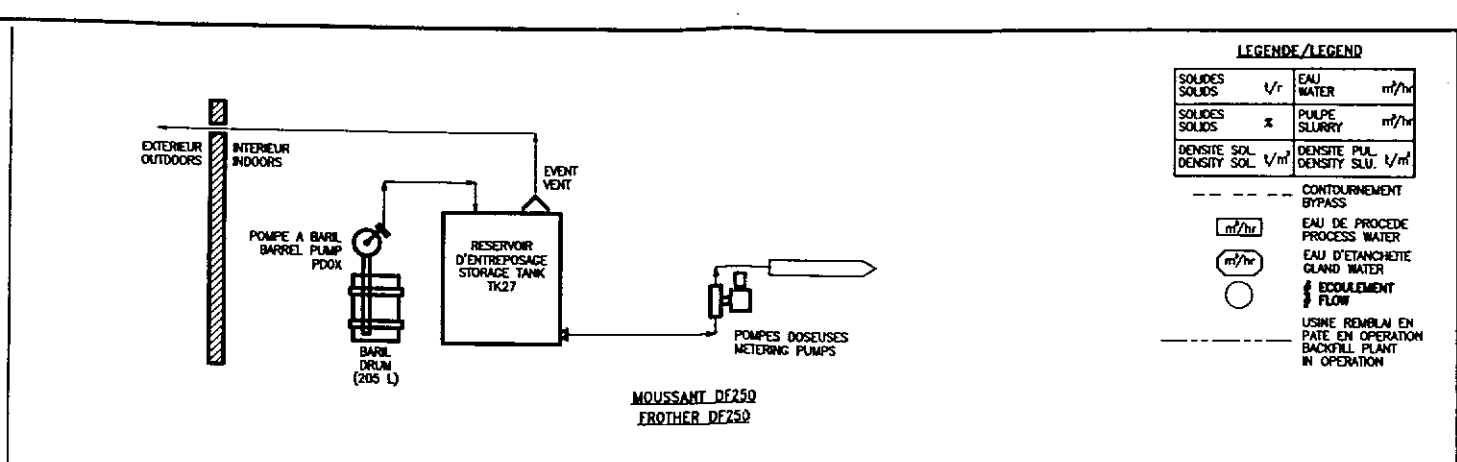 EXTERIEUR
OUTDOORS
INTERIEUR
INDOORS
EVENT
VENT
POMPE A BARIL
BARREL PUMP
PDOX
RESERVOIR
D'ENTREPOSAGE
STORAGE TANK
TK27
BARIL
DRUM
(205 L)
POMPES DOSEUSES
METERING PUMPS
MOUSSANT DF250
FROTHER DF250
LEGENDE/LEGEND
SOLIDES
SOLIDS t/r
EAU
WATER m³/hr
SOLIDES
SOLIDS %
PULPE
SLURRY m³/hr
DENSITE SOL.
DENSITY SOL. t/m³
DENSITE PUL.
DENSITY SLU. t/m³
CONTOURNEMENT
BYPASS
m³/hr
EAU DE PROCEDE
PROCESS WATER
m³/hr
EAU D'ETANCHEITE
GLAND WATER
ECOULEMENT
FLOW
USINE REMBLAI EN
PATE EN OPERATION
BACKFILL PLANT
IN OPERATION